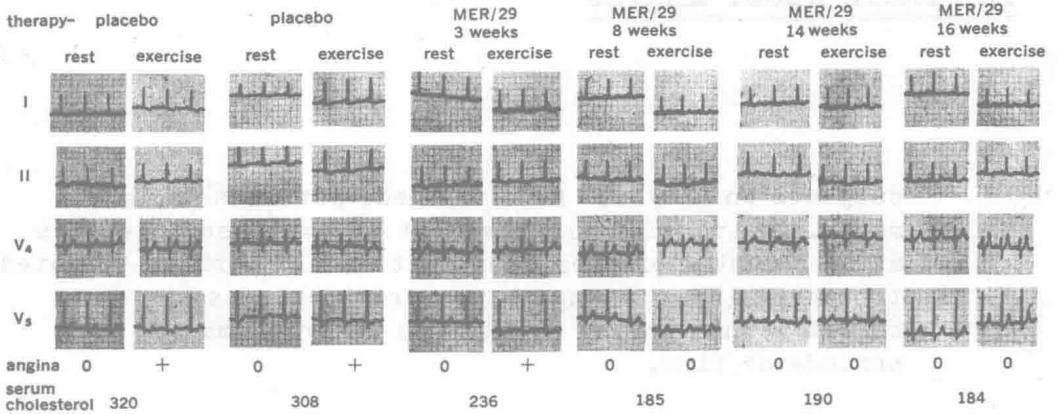 therapy– placebo placebo MER/29 MER/29 MER/29 MER/29
3 weeks 8 weeks 14 weeks 16 weeks
rest exercise rest exercise rest exercise rest exercise rest exercise rest exercise
I
II
V4
V5
angina 0 + 0 + 0 + 0 0 0 0 0 0
serum
cholesterol 320 308 236 185 190 184